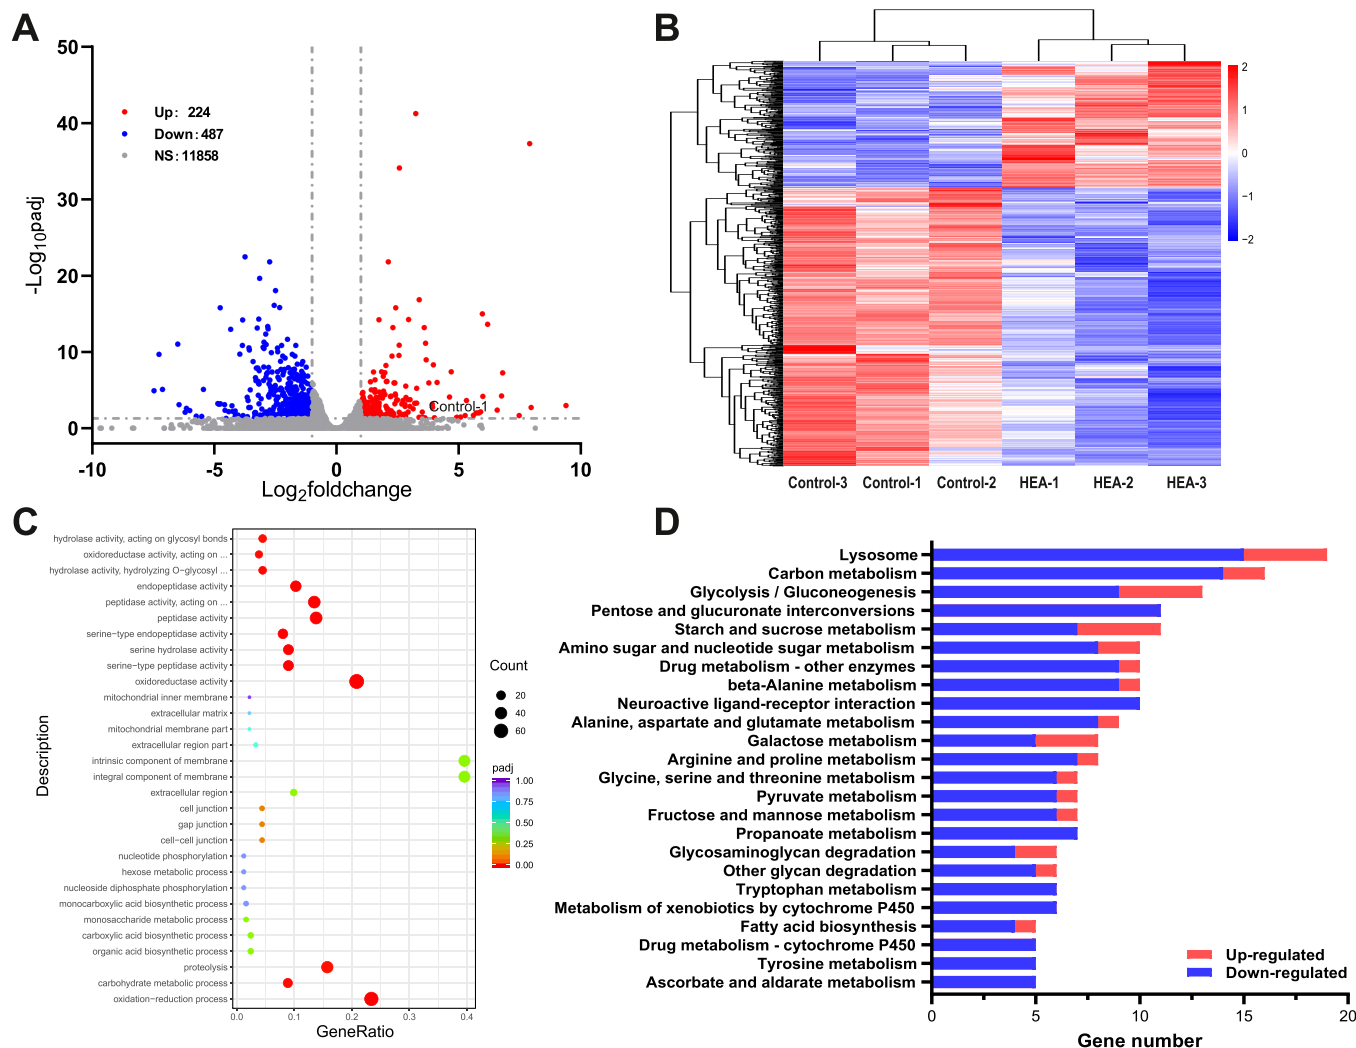 A
50
40
30
20
10
0
-Log10padj
Up: 224
Down: 487
NS: 11858
Control-1
-10
-5
0
5
10
Log2foldchange
B
2
1
0
−1
−2
Control-3
Control-1
Control-2
HEA-1
HEA-2
HEA-3
C
Description
hydrolase activity, acting on glycosyl bonds
oxidoreductase activity, acting on ...
hydrolase activity, hydrolyzing O−glycosyl ...
endopeptidase activity
peptidase activity, acting on ...
peptidase activity
serine−type endopeptidase activity
serine hydrolase activity
serine−type peptidase activity
oxidoreductase activity
mitochondrial inner membrane
extracellular matrix
mitochondrial membrane part
extracellular region part
intrinsic component of membrane
integral component of membrane
extracellular region
cell junction
gap junction
cell−cell junction
nucleotide phosphorylation
hexose metabolic process
nucleoside diphosphate phosphorylation
monocarboxylic acid biosynthetic process
monosaccharide metabolic process
carboxylic acid biosynthetic process
organic acid biosynthetic process
proteolysis
carbohydrate metabolic process
oxidation−reduction process
0.0
0.1
0.2
0.3
0.4
GeneRatio
Count
20
40
60
padj
1.00
0.75
0.50
0.25
0.00
D
Lysosome
Carbon metabolism
Glycolysis / Gluconeogenesis
Pentose and glucuronate interconversions
Starch and sucrose metabolism
Amino sugar and nucleotide sugar metabolism
Drug metabolism - other enzymes
beta-Alanine metabolism
Neuroactive ligand-receptor interaction
Alanine, aspartate and glutamate metabolism
Galactose metabolism
Arginine and proline metabolism
Glycine, serine and threonine metabolism
Pyruvate metabolism
Fructose and mannose metabolism
Propanoate metabolism
Glycosaminoglycan degradation
Other glycan degradation
Tryptophan metabolism
Metabolism of xenobiotics by cytochrome P450
Fatty acid biosynthesis
Drug metabolism - cytochrome P450
Tyrosine metabolism
Ascorbate and aldarate metabolism
Up-regulated
Down-regulated
0
5
10
15
20
Gene number